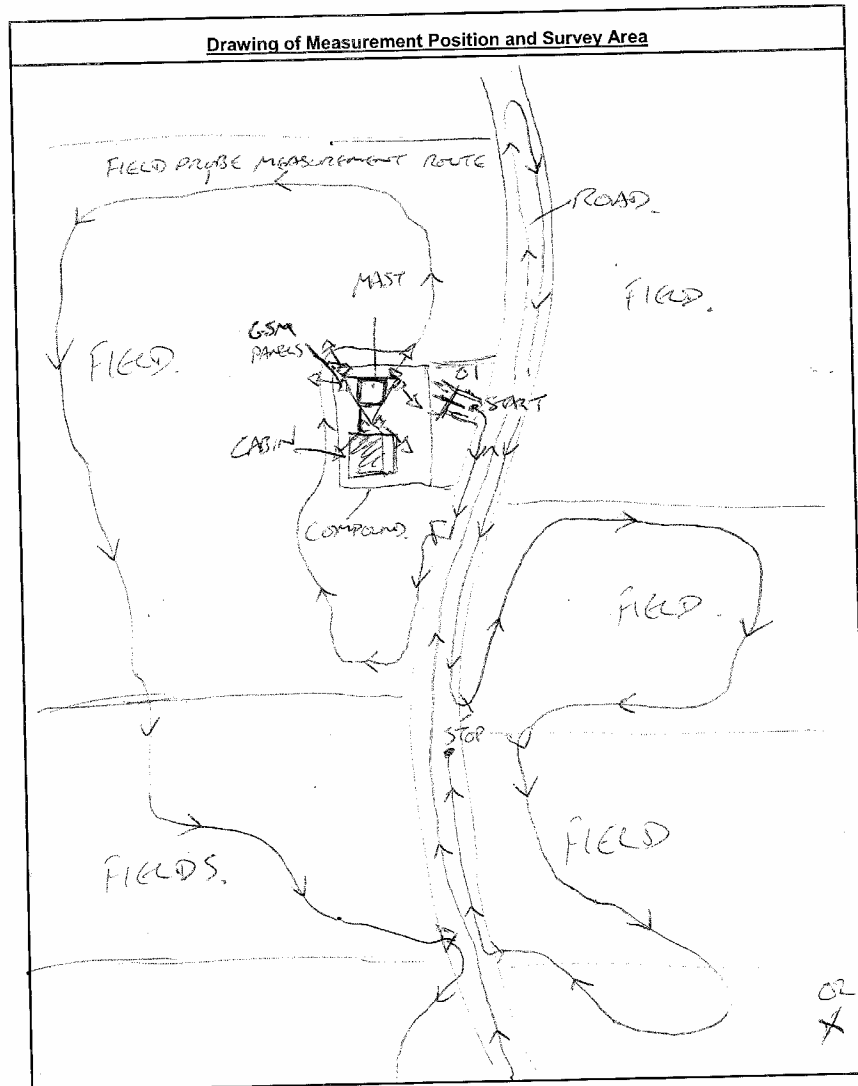 Drawing of Measurement Position and Survey Area
FIELD PROBE MEASUREMENT ROUTE
ROAD.
MAST
FIELD.
GSM
PANELS
FIELD.
01
START
CABIN
COMPOUND.
FIELD.
STOP
FIELD
FIELDS.
02
X